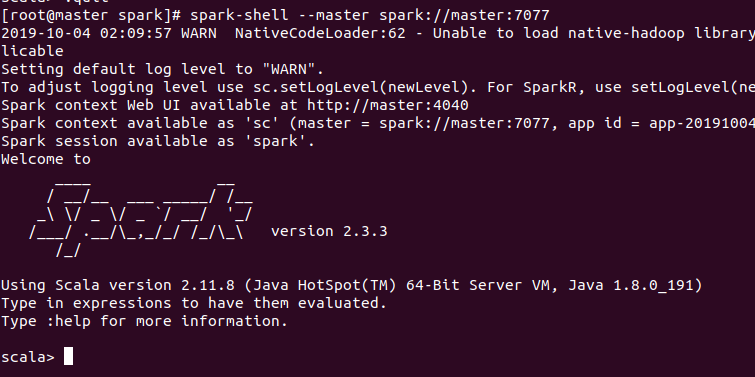 [root@master spark]# spark-shell --master spark://master:7077
2019-10-04 02:09:57 WARN  NativeCodeLoader:62 - Unable to load native-hadoop library
licable
Setting default log level to "WARN".
To adjust logging level use sc.setLogLevel(newLevel). For SparkR, use setLogLevel(ne
Spark context Web UI available at http://master:4040
Spark context available as 'sc' (master = spark://master:7077, app id = app-20191004
Spark session available as 'spark'.
Welcome to
      ____              __
     / __/__  ___ _____/ /__
    _\ \/ _ \/ _ `/ __/  '_/
   /___/ .__/\_,_/_/ /_/\_\   version 2.3.3
      /_/
Using Scala version 2.11.8 (Java HotSpot(TM) 64-Bit Server VM, Java 1.8.0_191)
Type in expressions to have them evaluated.
Type :help for more information.
scala>